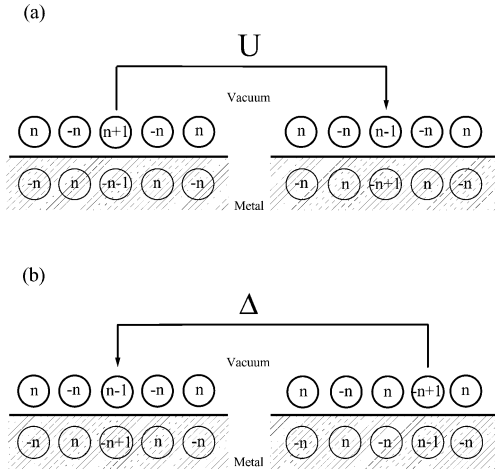 (a)
U
Vacuum
n -n n+1 -n n n -n n-1 -n n
-n n -n-1 n -n -n n -n+1 n -n
Metal
(b)
Δ
Vacuum
n -n n-1 -n n n -n n -n+1 n
-n n -n+1 n -n -n n -n n-1 -n
Metal